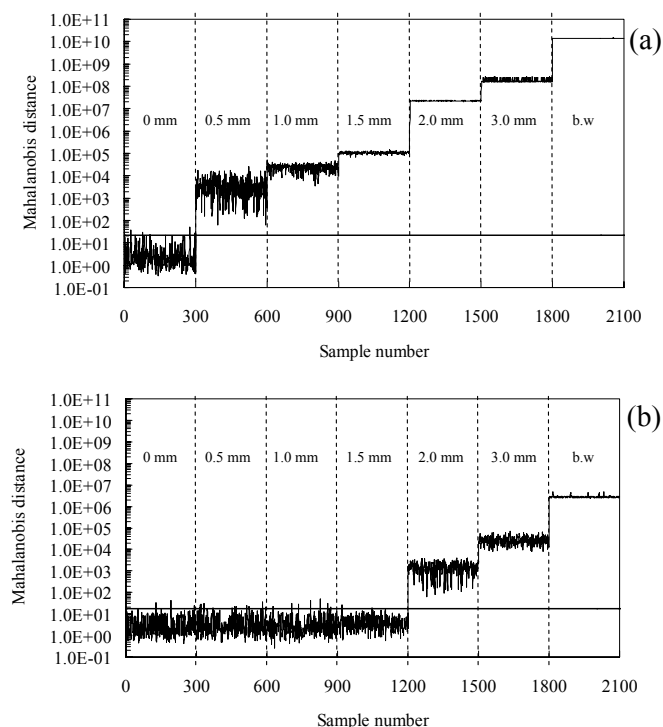 (a)
1.0E+11
1.0E+10
1.0E+09
1.0E+08
1.0E+07
1.0E+06
1.0E+05
1.0E+04
1.0E+03
1.0E+02
1.0E+01
1.0E+00
1.0E-01
Mahalanobis distance
0 mm 0.5 mm 1.0 mm 1.5 mm 2.0 mm 3.0 mm b.w
0 300 600 900 1200 1500 1800 2100
Sample number
(b)
1.0E+11
1.0E+10
1.0E+09
1.0E+08
1.0E+07
1.0E+06
1.0E+05
1.0E+04
1.0E+03
1.0E+02
1.0E+01
1.0E+00
1.0E-01
Mahalanobis distance
0 mm 0.5 mm 1.0 mm 1.5 mm 2.0 mm 3.0 mm b.w
0 300 600 900 1200 1500 1800 2100
Sample number